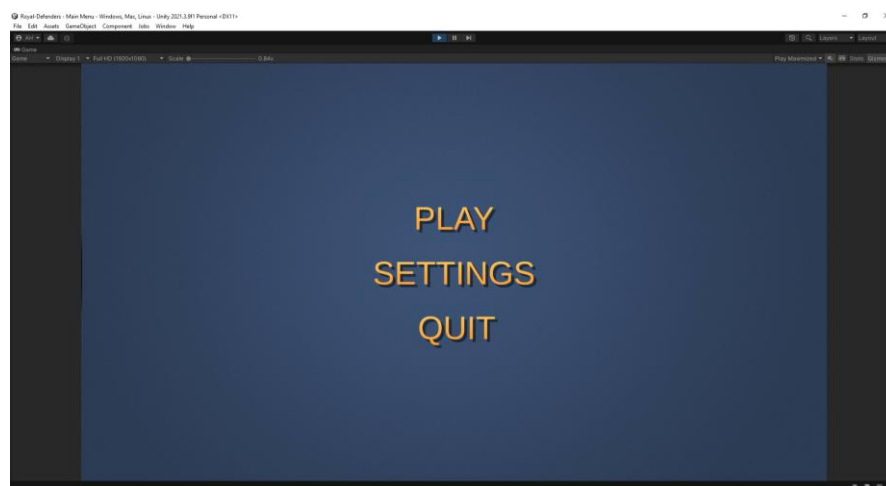 Royal-Defenders - Main Menu - Windows, Mac, Linux - Unity 2021.3.9f1 Personal <DX11>
File Edit Assets GameObject Component Jobs Window Help
AH Layers Layout
Game
Game Display 1 Full HD (1920x1080) Scale 0.84x Play Maximized Stats Gizmos
PLAY
SETTINGS
QUIT